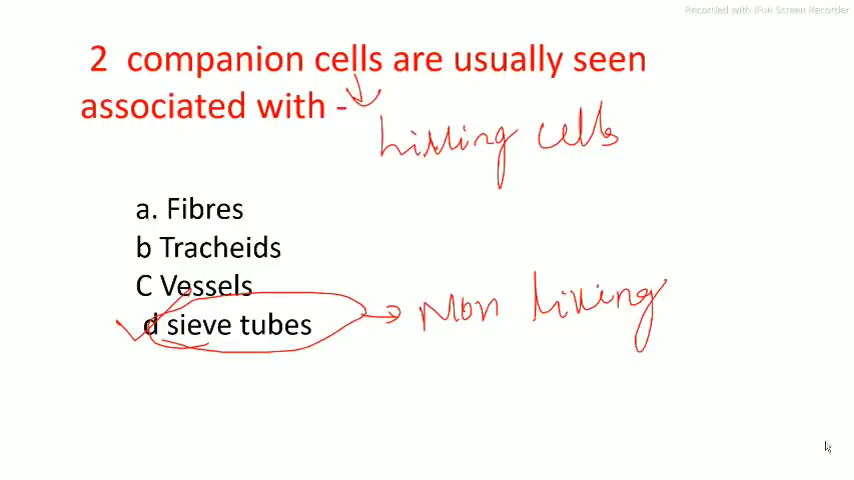 Recorded with iFun Screen Recorder
2 companion cells are usually seen
associated with -
Living cells
a. Fibres
b Tracheids
C Vessels
d sieve tubes
Non living